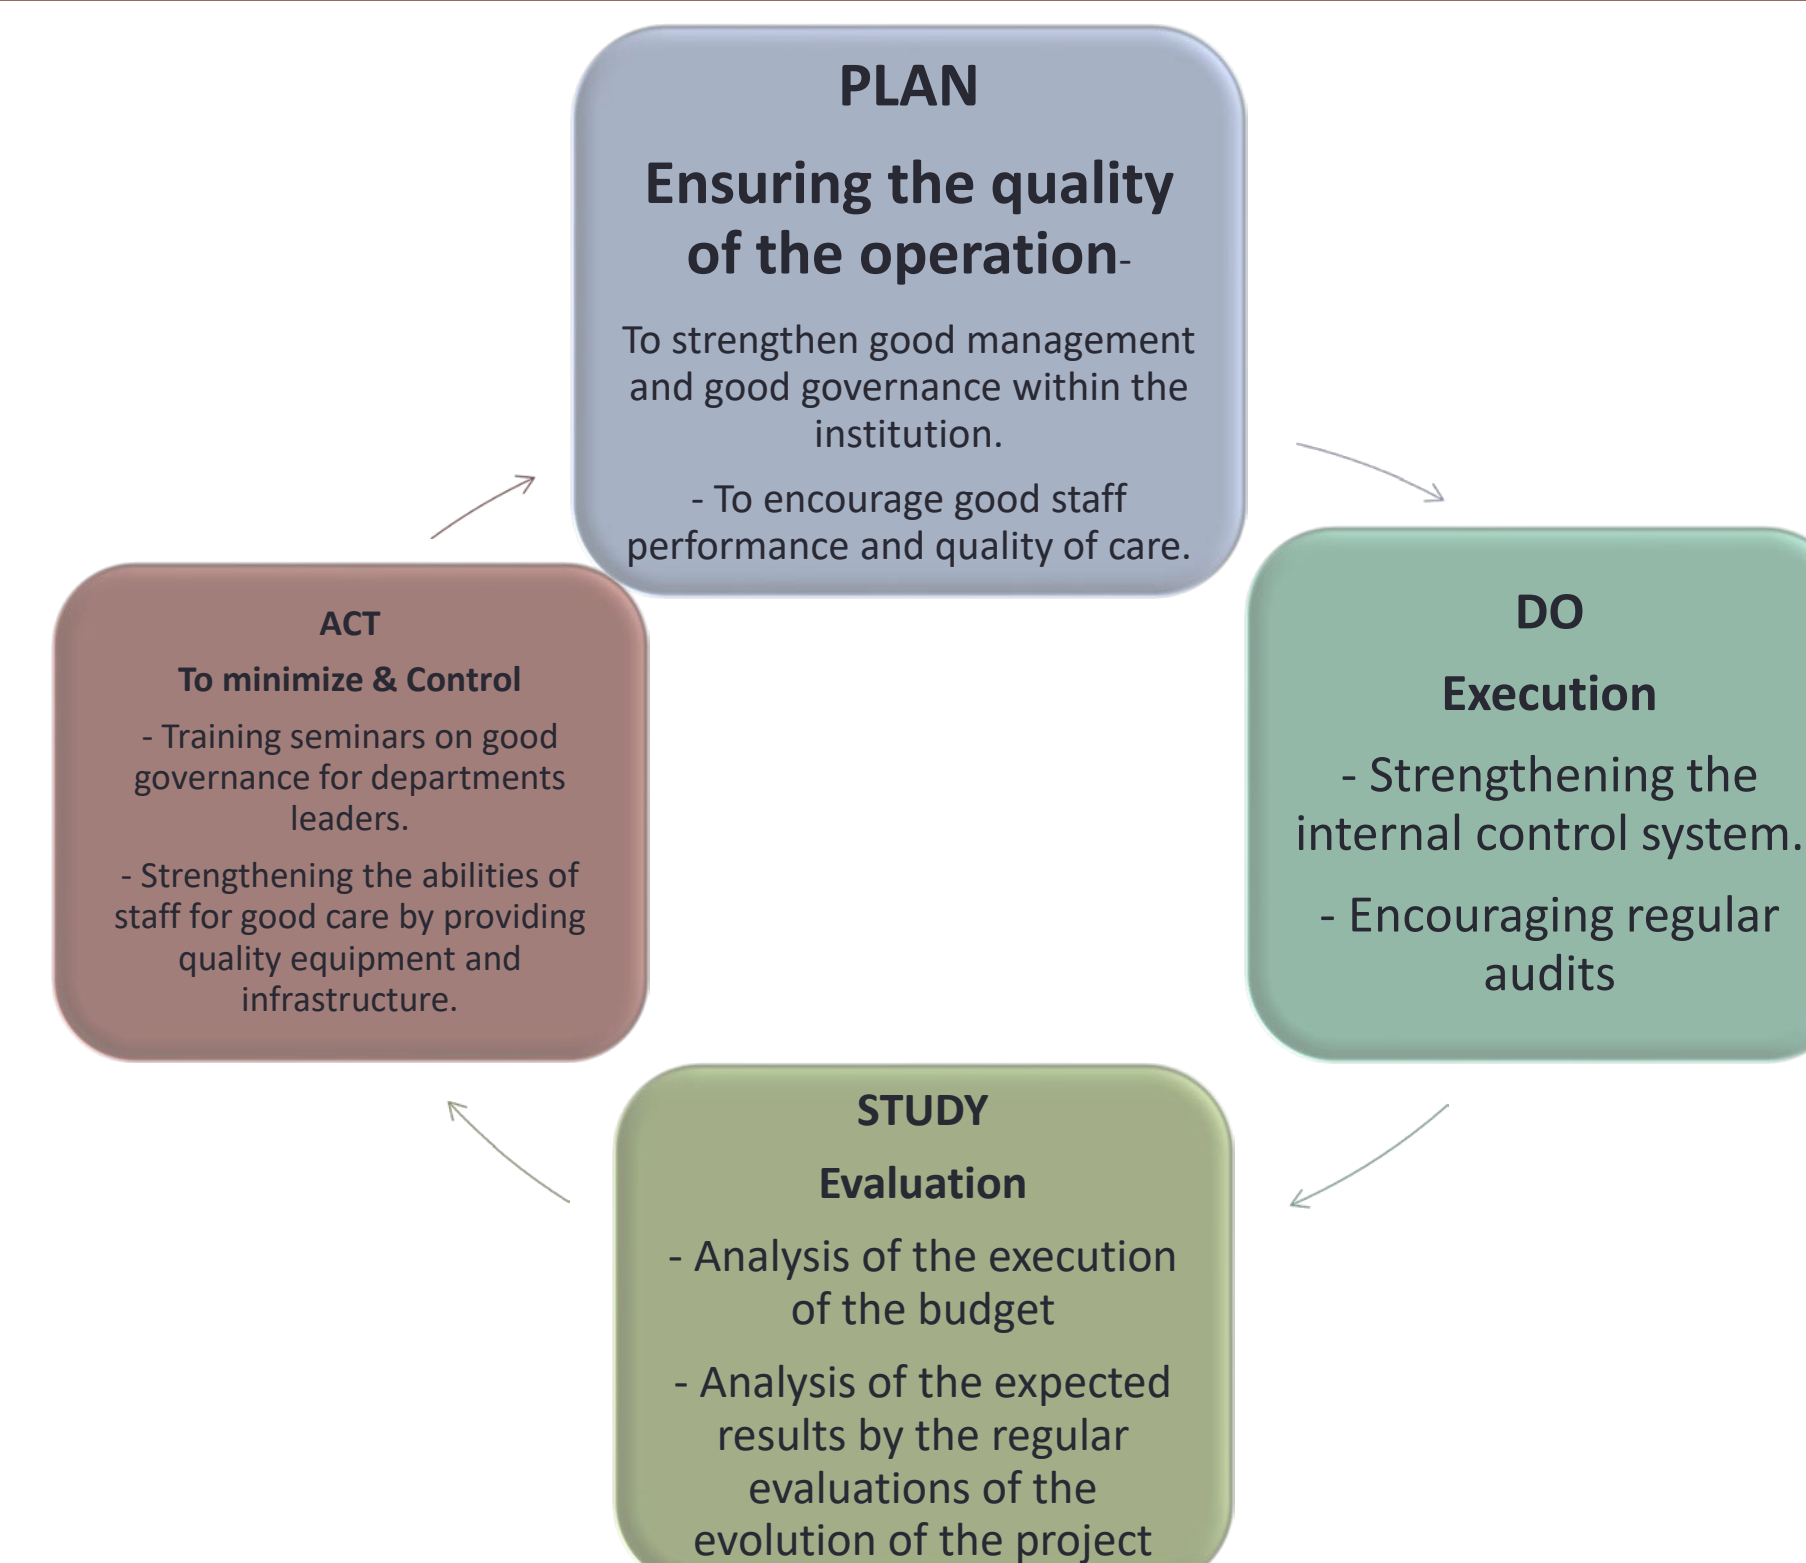 PLAN
Ensuring the quality
of the operation-
To strengthen good management
and good governance within the
institution.
- To encourage good staff
performance and quality of care.
DO
Execution
- Strengthening the
internal control system.
- Encouraging regular
audits
STUDY
Evaluation
- Analysis of the execution
of the budget
- Analysis of the expected
results by the regular
evaluations of the
evolution of the project
ACT
To minimize & Control
- Training seminars on good
governance for departments
leaders.
- Strengthening the abilities of
staff for good care by providing
quality equipment and
infrastructure.